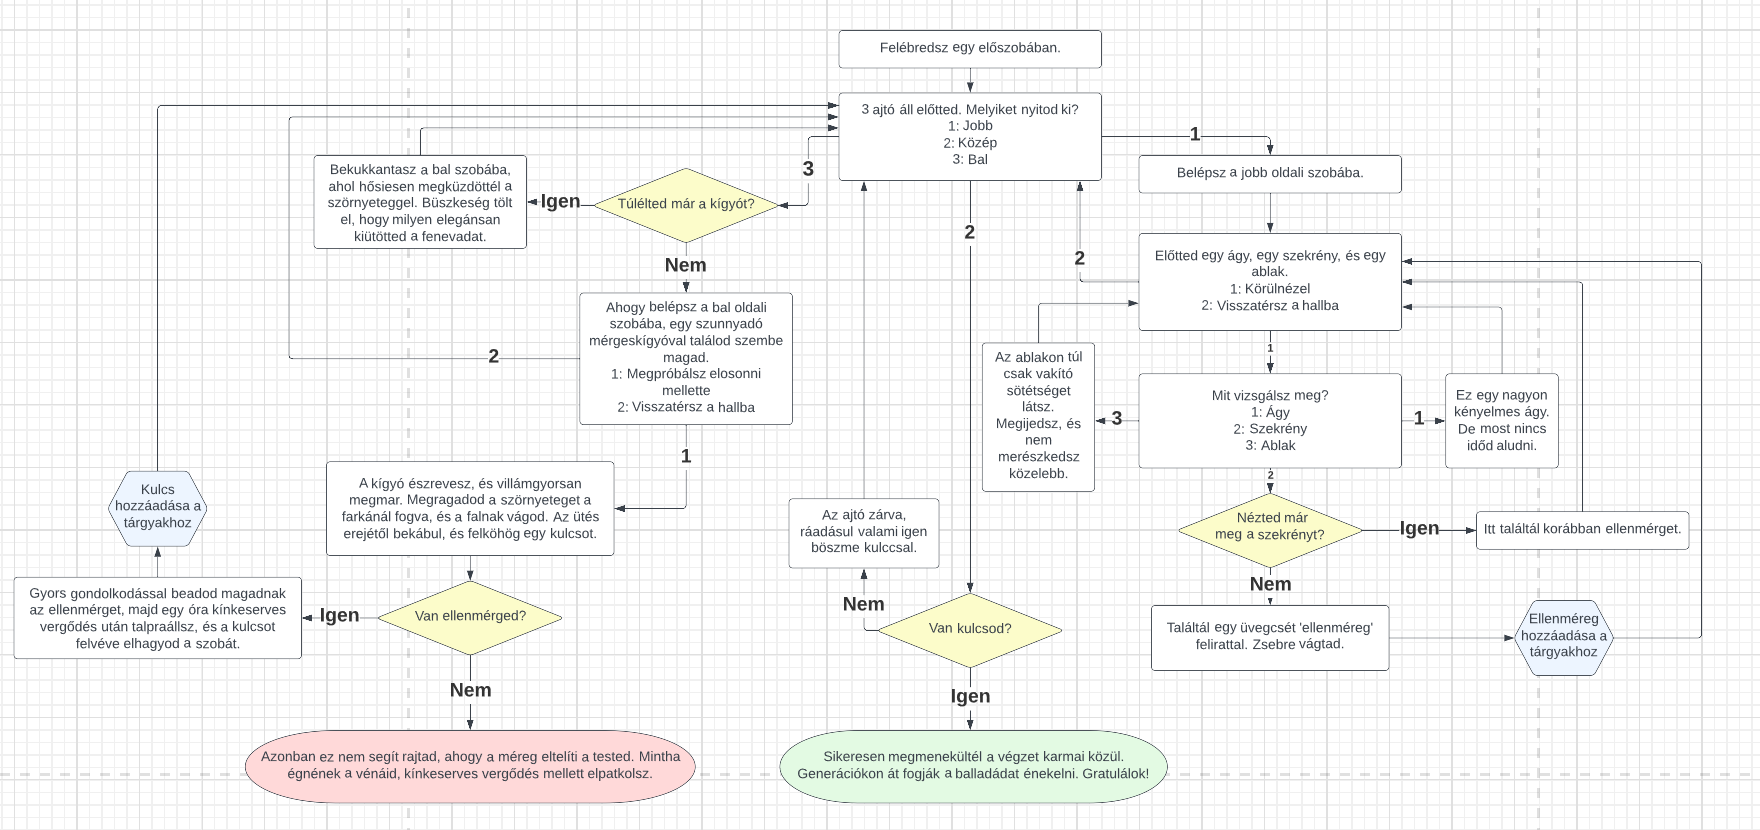 Felébredsz egy előszobában.
3 ajtó áll előtted. Melyiket nyitod ki?
1: Jobb
2: Közép
3: Bal
1
3
2
Belépsz a jobb oldali szobába.
Bekukkantasz a bal szobába,
ahol hősiesen megküzdöttél a
szörnyeteggel. Büszkeség tölt
el, hogy milyen elegánsan
kiütötted a fenevadat.
Igen
Túlélted már a kígyót?
Nem
Ahogy belépsz a bal oldali
szobába, egy szunnyadó
mérgeskígyóval találod szembe
magad.
1: Megpróbálsz elosonni
mellette
2: Visszatérsz a hallba
2
1
2
Előtted egy ágy, egy szekrény, és egy
ablak.
1: Körülnézel
2: Visszatérsz a hallba
1
Az ablakon túl
csak vakító
sötétséget
látsz.
Megijedsz, és
nem
merészkedsz
közelebb.
3
Mit vizsgálsz meg?
1: Ágy
2: Szekrény
3: Ablak
1
Ez egy nagyon
kényelmes ágy.
De most nincs
időd aludni.
2
Nézted már
meg a szekrényt?
Igen
Itt találtál korábban ellenmérget.
Nem
Találtál egy üvegcsét 'ellenméreg'
felirattal. Zsebre vágtad.
Ellenméreg
hozzáadása a
tárgyakhoz
Kulcs
hozzáadása a
tárgyakhoz
A kígyó észrevesz, és villámgyorsan
megmar. Megragadod a szörnyeteget a
farkánál fogva, és a falnak vágod. Az ütés
erejétől bekábul, és felköhög egy kulcsot.
Az ajtó zárva,
ráadásul valami igen
böszme kulccsal.
Gyors gondolkodással beadod magadnak
az ellenmérget, majd egy óra kínkeserves
vergődés után talpraállsz, és a kulcsot
felvéve elhagyod a szobát.
Igen
Van ellenmérged?
Nem
Nem
Van kulcsod?
Igen
Azonban ez nem segít rajtad, ahogy a méreg eltelíti a tested. Mintha
égnének a vénáid, kínkeserves vergődés mellett elpatkolsz.
Sikeresen megmenekültél a végzet karmai közül.
Generációkon át fogják a balladádat énekelni. Gratulálok!